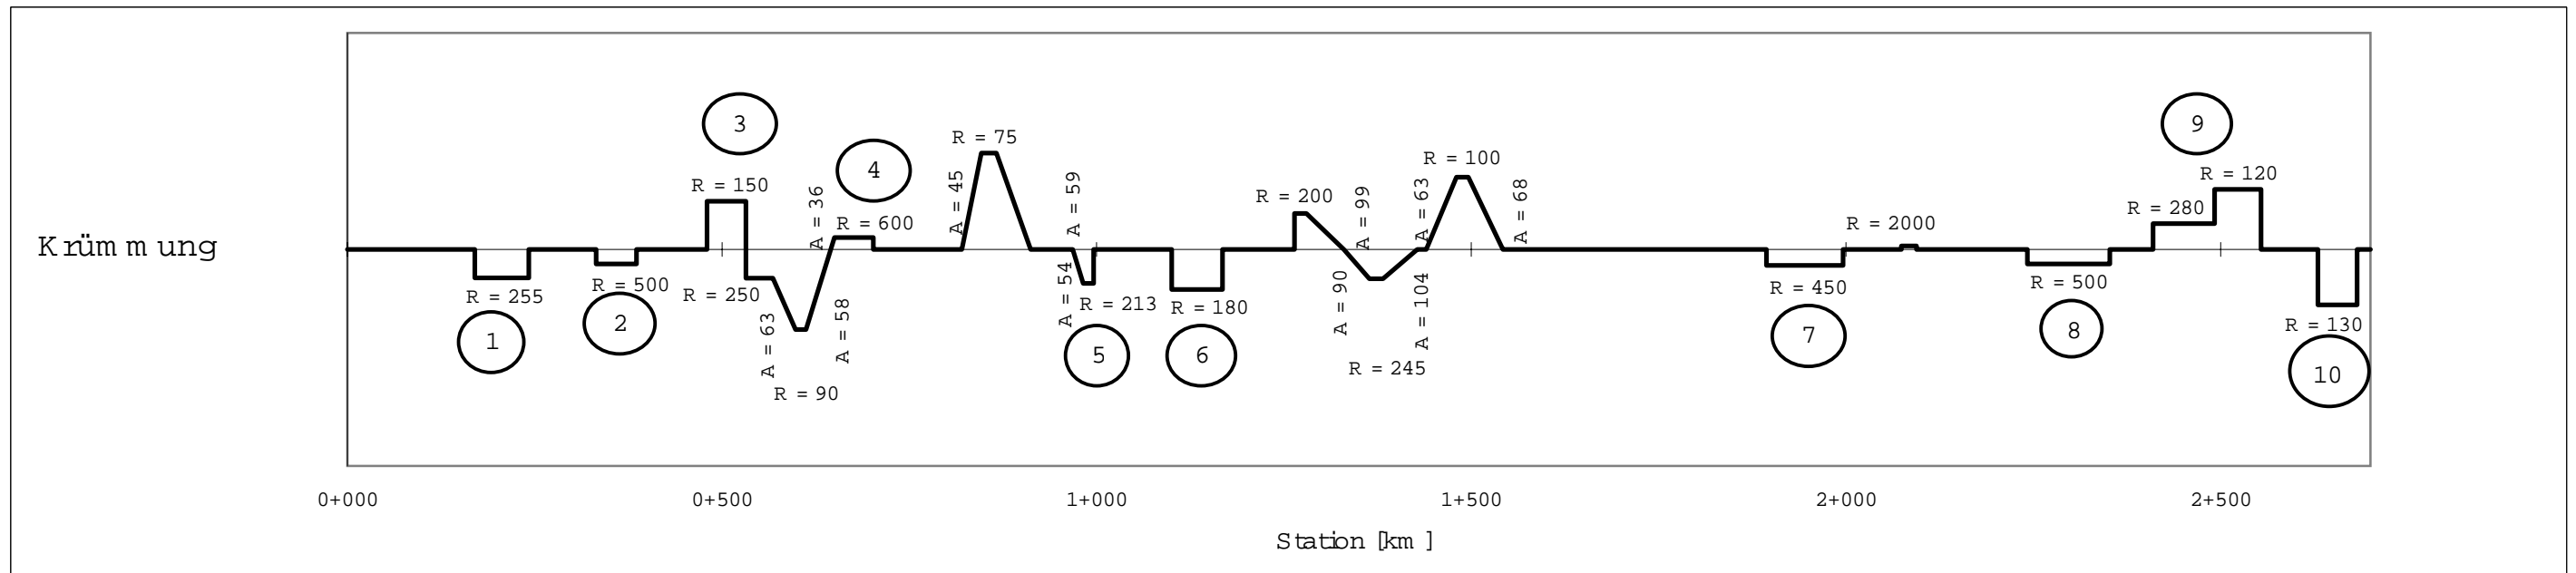 Krümmung
3
9
4
R = 75
R = 100
R = 120
R = 150
A = 36
A = 45
A = 59
R = 200
A = 99
A = 63
A = 68
R = 280
R = 600
R = 2000
R = 255
R = 500
R = 250
A = 63
A = 58
A = 54
R = 213
R = 180
A = 90
A = 104
R = 450
R = 500
R = 130
1
2
5
6
7
8
10
R = 90
R = 245
0+000
0+500
1+000
1+500
2+000
2+500
Station [km]